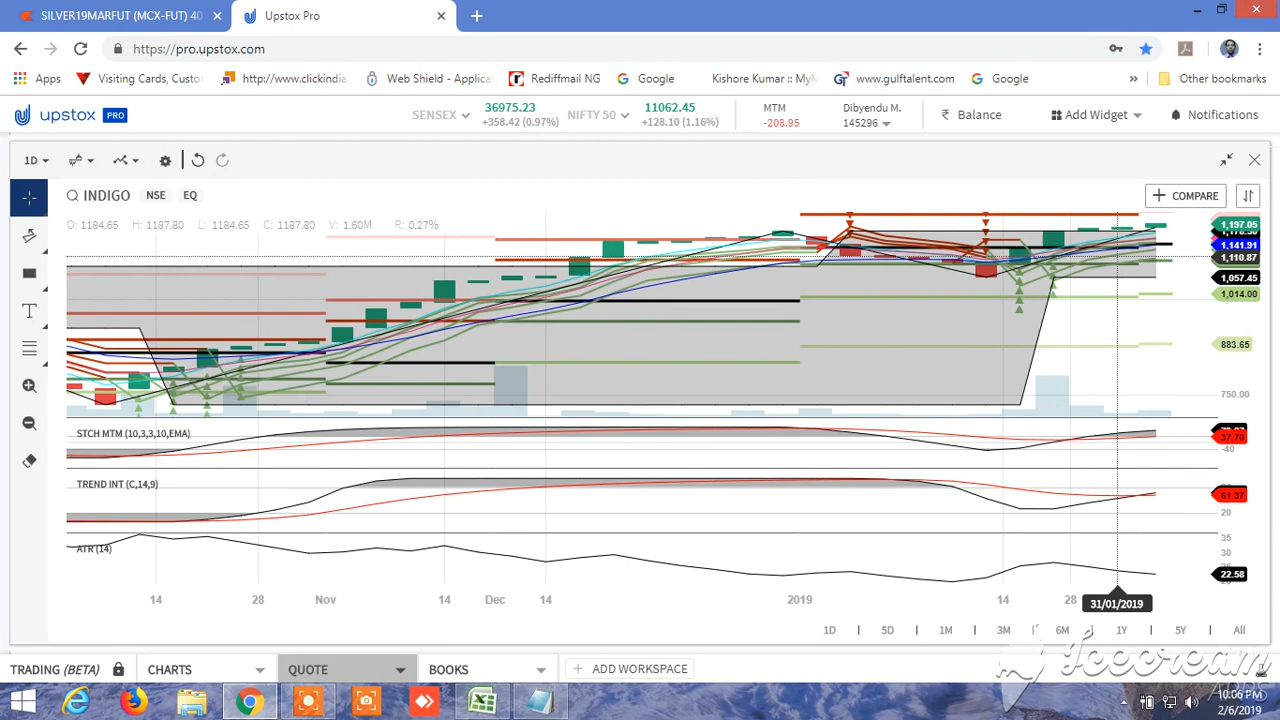 SILVER19MARFUT (MCX-FUT) 40
Upstox Pro
https://pro.upstox.com
Apps
Visiting Cards, Custo
http://www.clickindi
Web Shield - Applica
Rediffmail NG
Google
Kishore Kumar :: My
www.gulftalent.com
Google
»
Other bookmarks
upstox PRO
SENSEX
36975.23
+358.42 (0.97%)
NIFTY 50
11062.45
+128.10 (1.16%)
MTM
-208.95
Dibyendu M.
145296
₹ Balance
Add Widget
Notifications
1D
INDIGO NSE EQ
+ COMPARE
O: 1184.65 H: 1187.80 L: 1184.65 C: 1187.80 V: 1.60M R: 0.27%
1,197.05
1,141.91
1,110.87
1,057.45
1,014.00
883.65
750.00
STCH MTM (10,3,3,10,EMA)
37.70
-40
TREND INT (C,14,9)
61.37
20
ATR (14)
35
30
22.58
14 28 Nov 14 Dec 14 2019 14 28
31/01/2019
1D 5D 1M 3M 6M 1Y 5Y All
TRADING (BETA) CHARTS QUOTE BOOKS + ADD WORKSPACE
Icecream
APPS
10:06 PM
2/6/2019